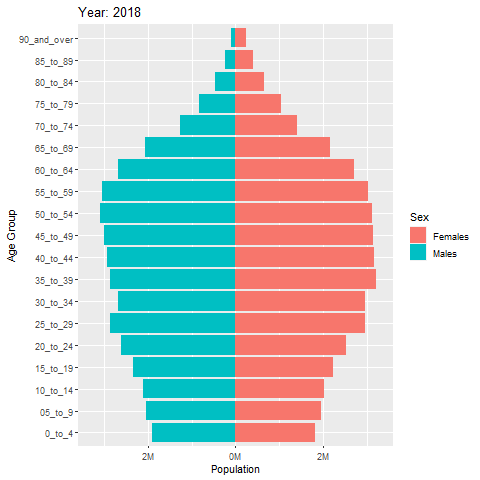 Year: 2018
90_and_over
85_to_89
80_to_84
75_to_79
70_to_74
65_to_69
60_to_64
55_to_59
50_to_54
45_to_49
40_to_44
35_to_39
30_to_34
25_to_29
20_to_24
15_to_19
10_to_14
05_to_9
0_to_4
Age Group
2M 0M 2M
Population
Sex
Females
Males